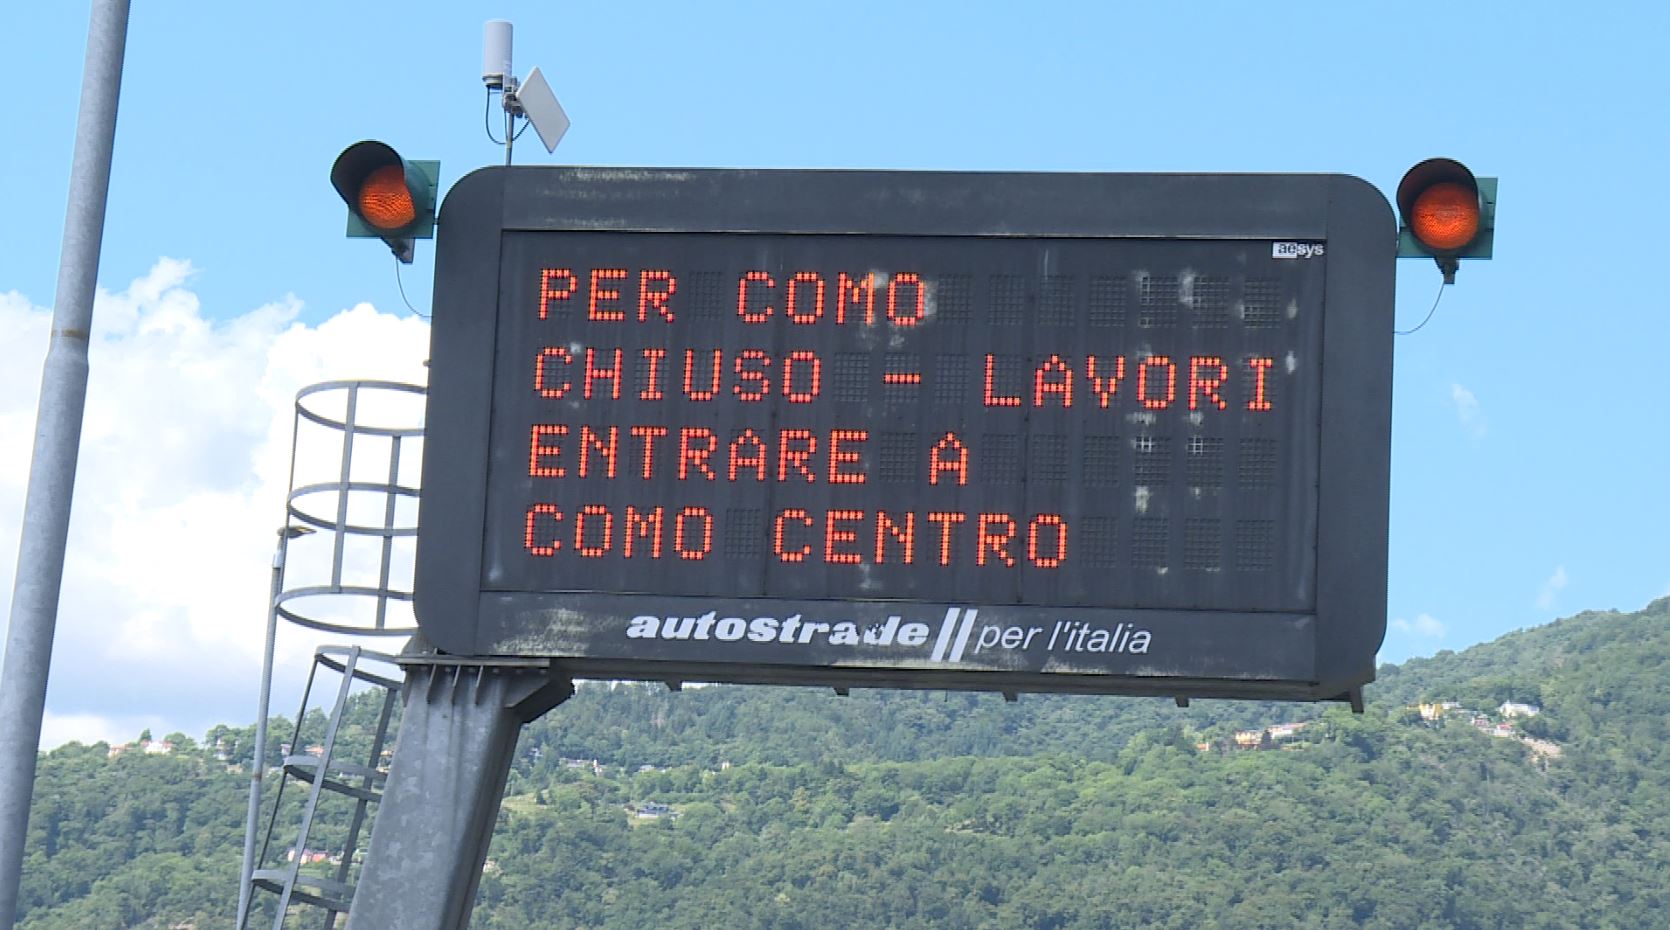 aesys
PER COMO
CHIUSO - LAVORI
ENTRARE A
COMO CENTRO
autostrade // per l'italia